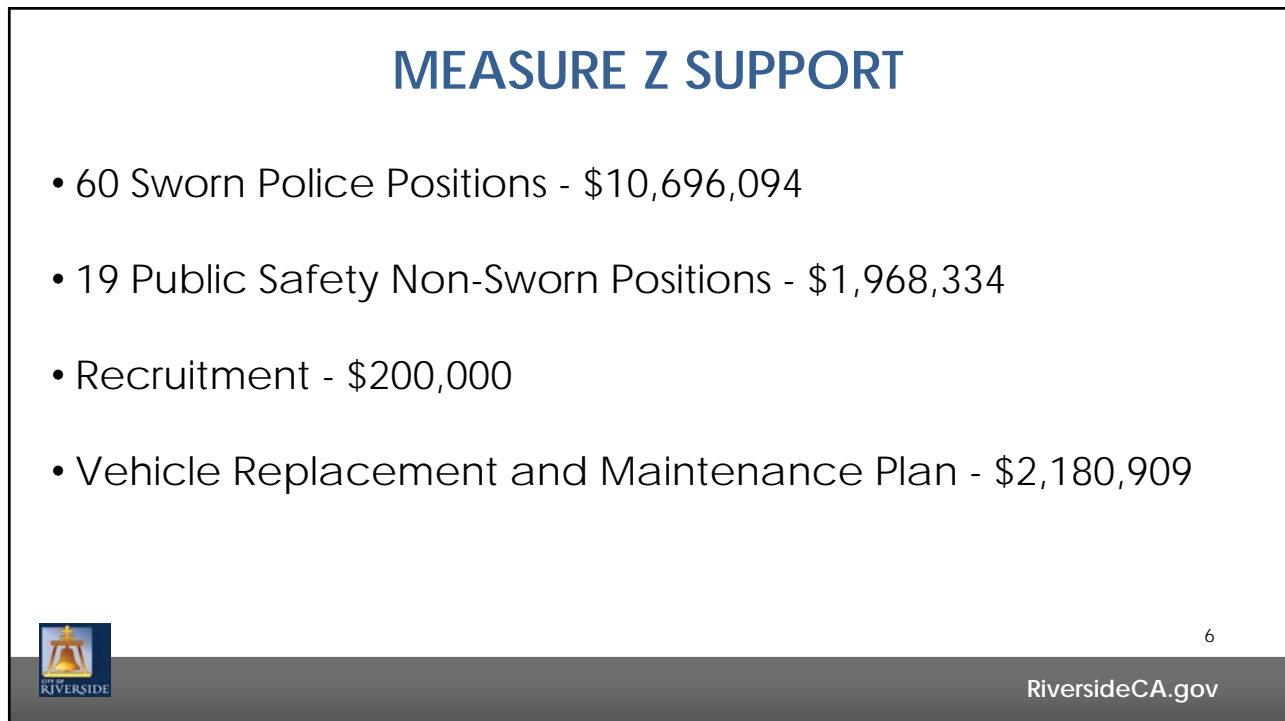 MEASURE Z SUPPORT
• 60 Sworn Police Positions - $10,696,094
• 19 Public Safety Non-Sworn Positions - $1,968,334
• Recruitment - $200,000
• Vehicle Replacement and Maintenance Plan - $2,180,909
6
CITY OF
RIVERSIDE
RiversideCA.gov